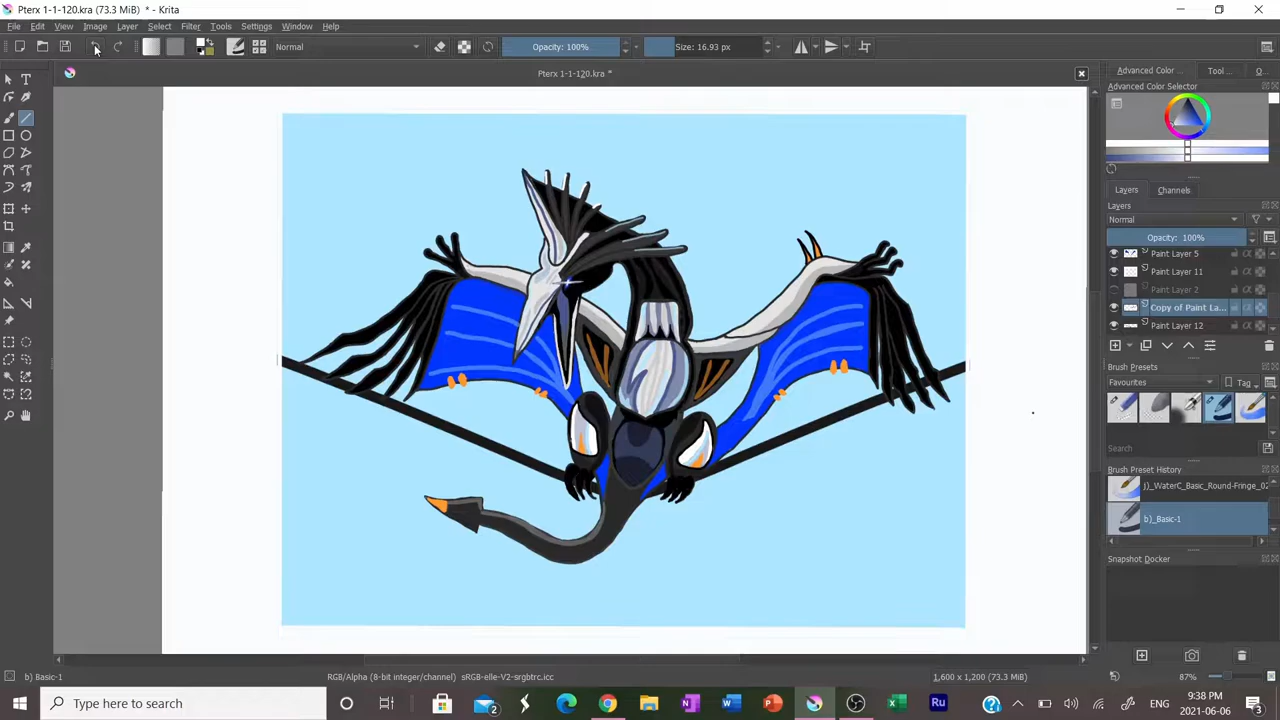 Pterx 1-1-120.kra (73.3 MiB) * - Krita
File Edit View Image Layer Select Filter Tools Settings Window Help
Normal Opacity: 100% Size: 16.93 px
Pterx 1-1-120.kra *
Advanced Color ... Tool ... O...
Advanced Color Selector
Layers Channels
Layers
Normal
Opacity: 100%
Paint Layer 5
Paint Layer 11
Paint Layer 2
Copy of Paint La...
Paint Layer 12
Brush Presets
Favourites Tag
Search
Brush Preset History
j)_WaterC_Basic_Round-Fringe_02
b)_Basic-1
Snapshot Docker
b) Basic-1 RGB/Alpha (8-bit integer/channel) sRGB-elle-V2-srgbtrc.icc 1,600 x 1,200 (73.3 MiB) 87%
Type here to search
2
Ru
ENG
9:38 PM
2021-06-06
3